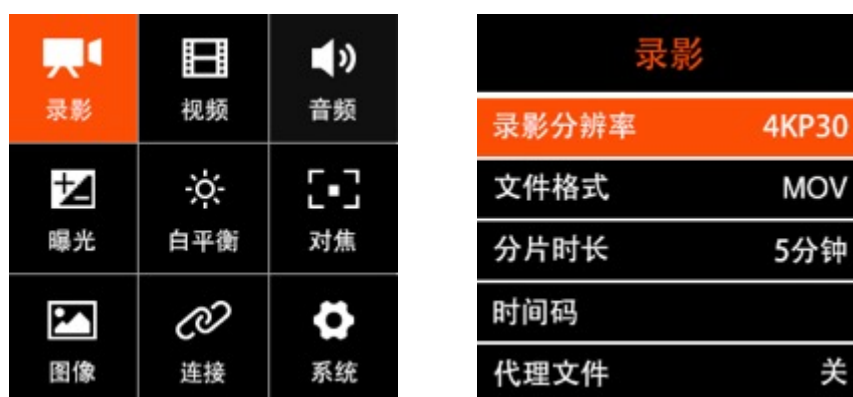 录影 视频 音频
曝光 白平衡 对焦
图像 连接 系统
录影
录影分辨率 4KP30
文件格式 MOV
分片时长 5分钟
时间码
代理文件 关